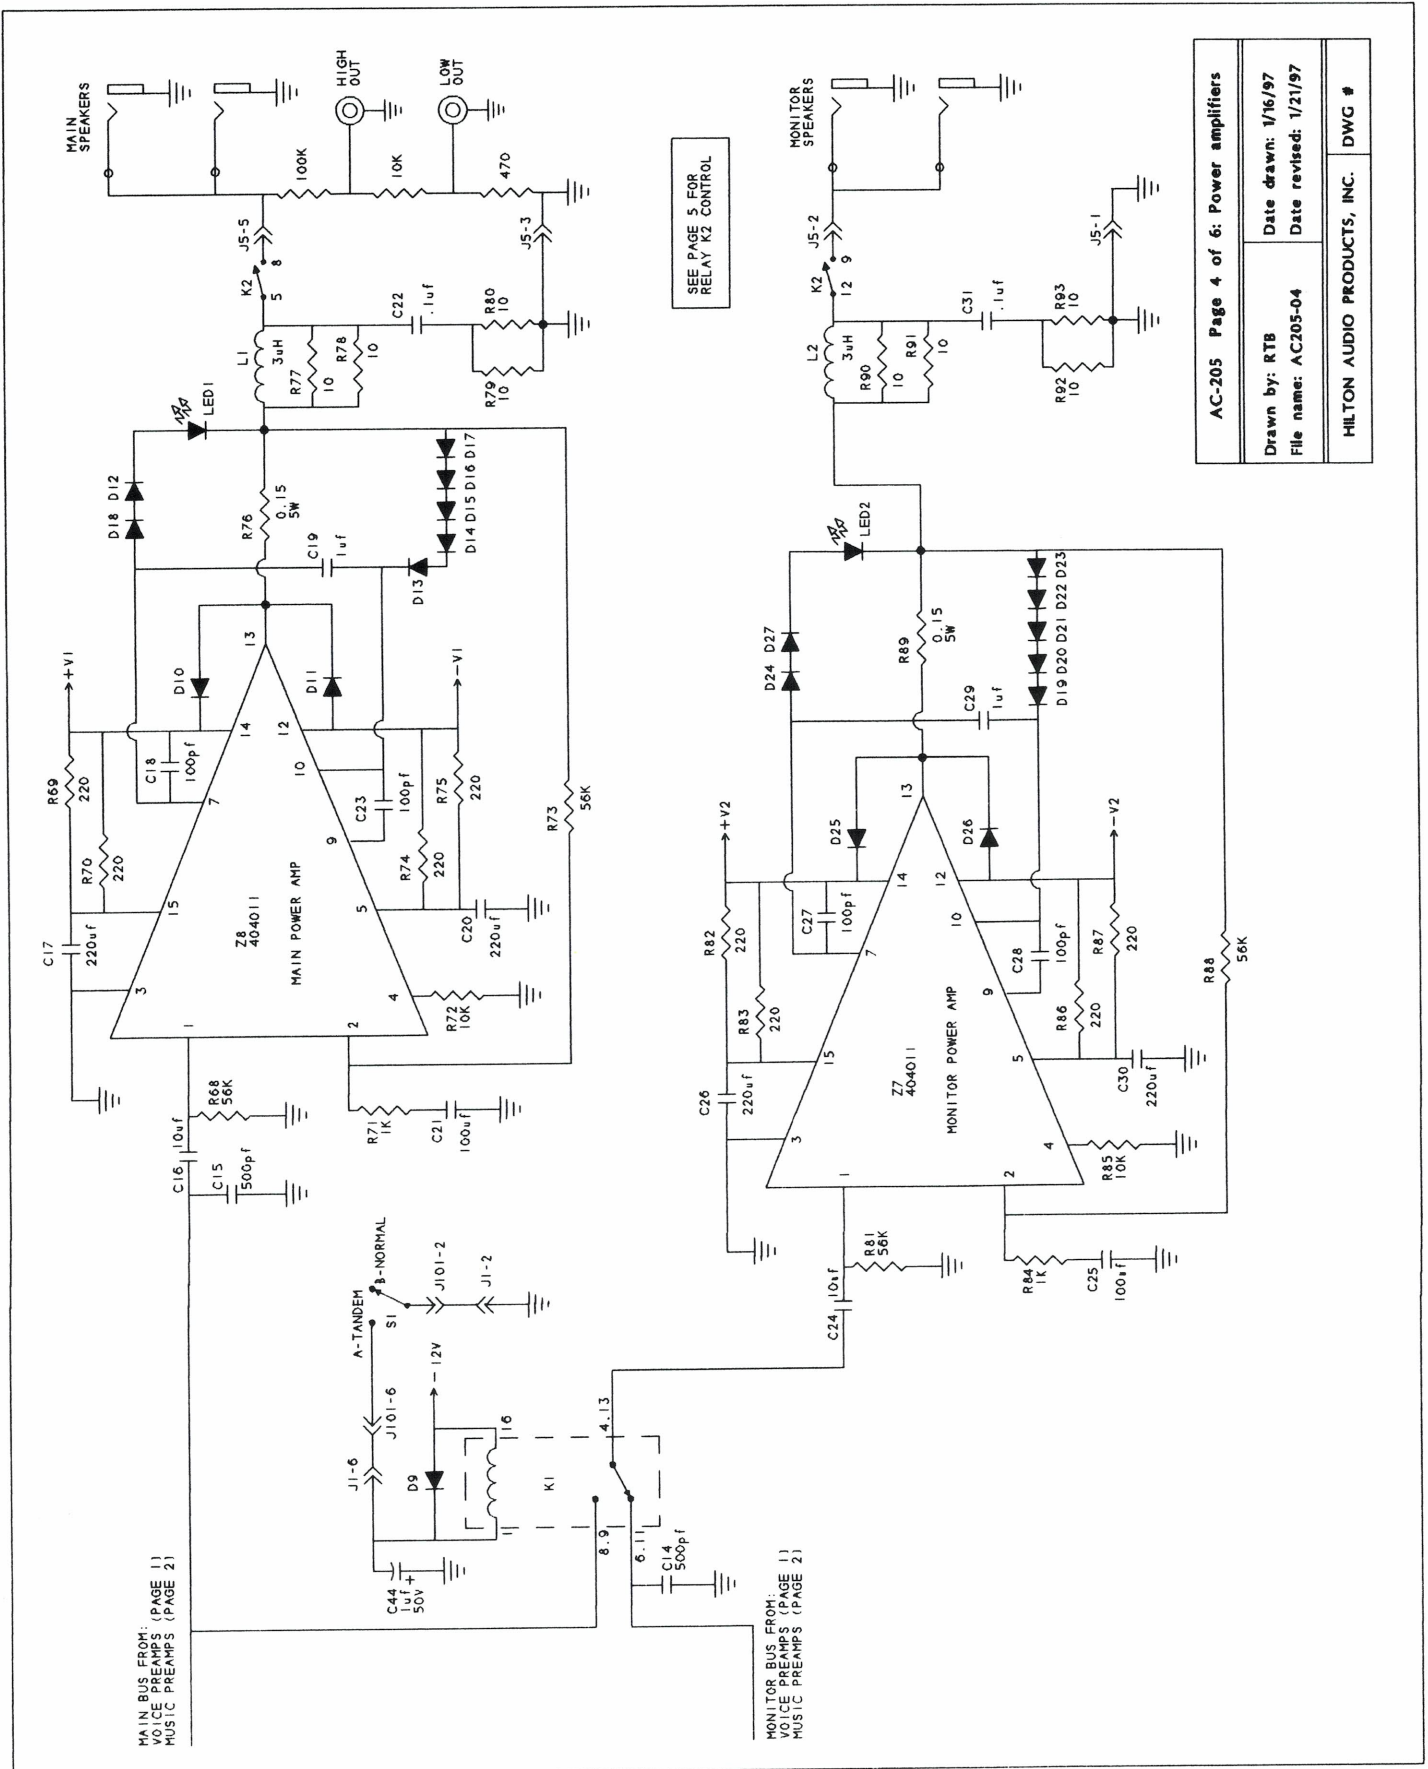 MAIN BUS FROM:
VOICE PREAMPS (PAGE 1)
MUSIC PREAMPS (PAGE 2)
C16
10uf
C15
500pf
R68
56K
1
2
3
4
5
7
9
10
12
13
14
15
Z8
404011
MAIN POWER AMP
C17
220uf
R69
220
R70
220
+V1
C18
100pf
D10
D11
D18
D12
LED1
R76
0.15
5W
C19
1uf
D13
D14
D15
D16
D17
C23
100pf
R74
220
R75
220
-V1
C20
220uf
R72
10K
R71
1K
C21
100uf
R73
56K
L1
3uH
R77
10
R78
10
C22
.1uf
R79
10
R80
10
K2
5
8
J5-5
J5-3
MAIN
SPEAKERS
100K
10K
470
HIGH
OUT
LOW
OUT
SEE PAGE 5 FOR
RELAY K2 CONTROL
A-TANDEM
B-NORMAL
S1
J101-2
J1-2
J101-6
J1-6
-12V
D9
C44
1uf +
50V
1
16
K1
8,9
6,11
4,13
C14
500pf
MONITOR BUS FROM:
VOICE PREAMPS (PAGE 1)
MUSIC PREAMPS (PAGE 2)
C24
10uf
R81
56K
1
2
3
4
5
7
9
10
12
13
14
15
Z7
404011
MONITOR POWER AMP
C26
220uf
R82
220
R83
220
+V2
C27
100pf
D25
D26
D24
D27
LED2
R89
0.15
5W
C29
1uf
D19
D20
D21
D22
D23
C28
100pf
R86
220
R87
220
-V2
C30
220uf
R85
10K
R84
1K
C25
100uf
R88
56K
L2
3uH
R90
10
R91
10
C31
.1uf
R92
10
R93
10
K2
12
9
J5-2
J5-1
MONITOR
SPEAKERS
AC-205 Page 4 of 6: Power amplifiers
Drawn by: RTB
Date drawn: 1/16/97
File name: AC205-04
Date revised: 1/21/97
HILTON AUDIO PRODUCTS, INC.
DWG #